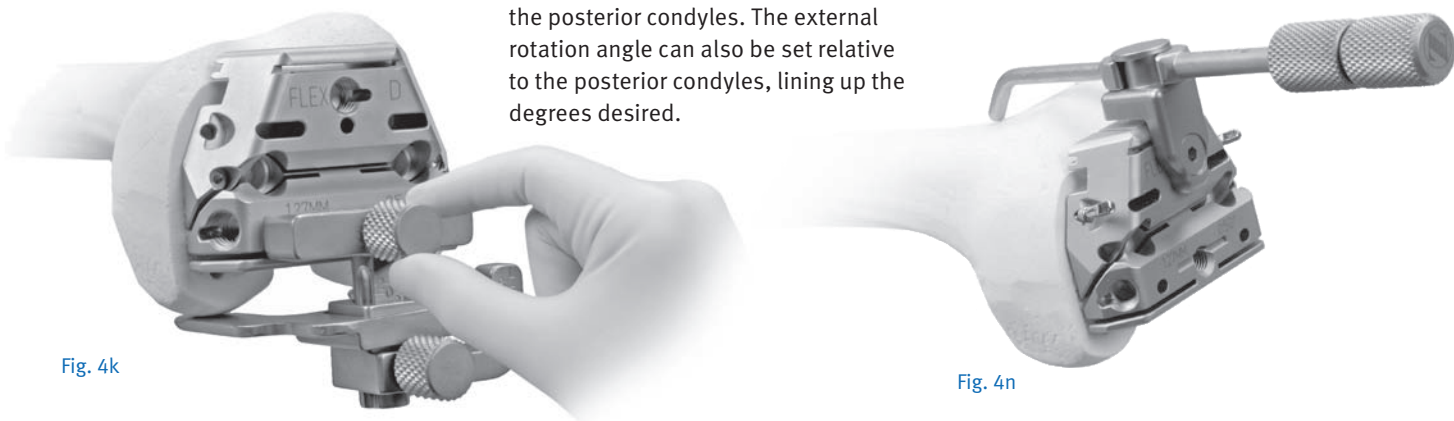 the posterior condyles. The external
rotation angle can also be set relative
to the posterior condyles, lining up the
degrees desired.
FLEX D
127MM
Fig. 4k
Fig. 4n